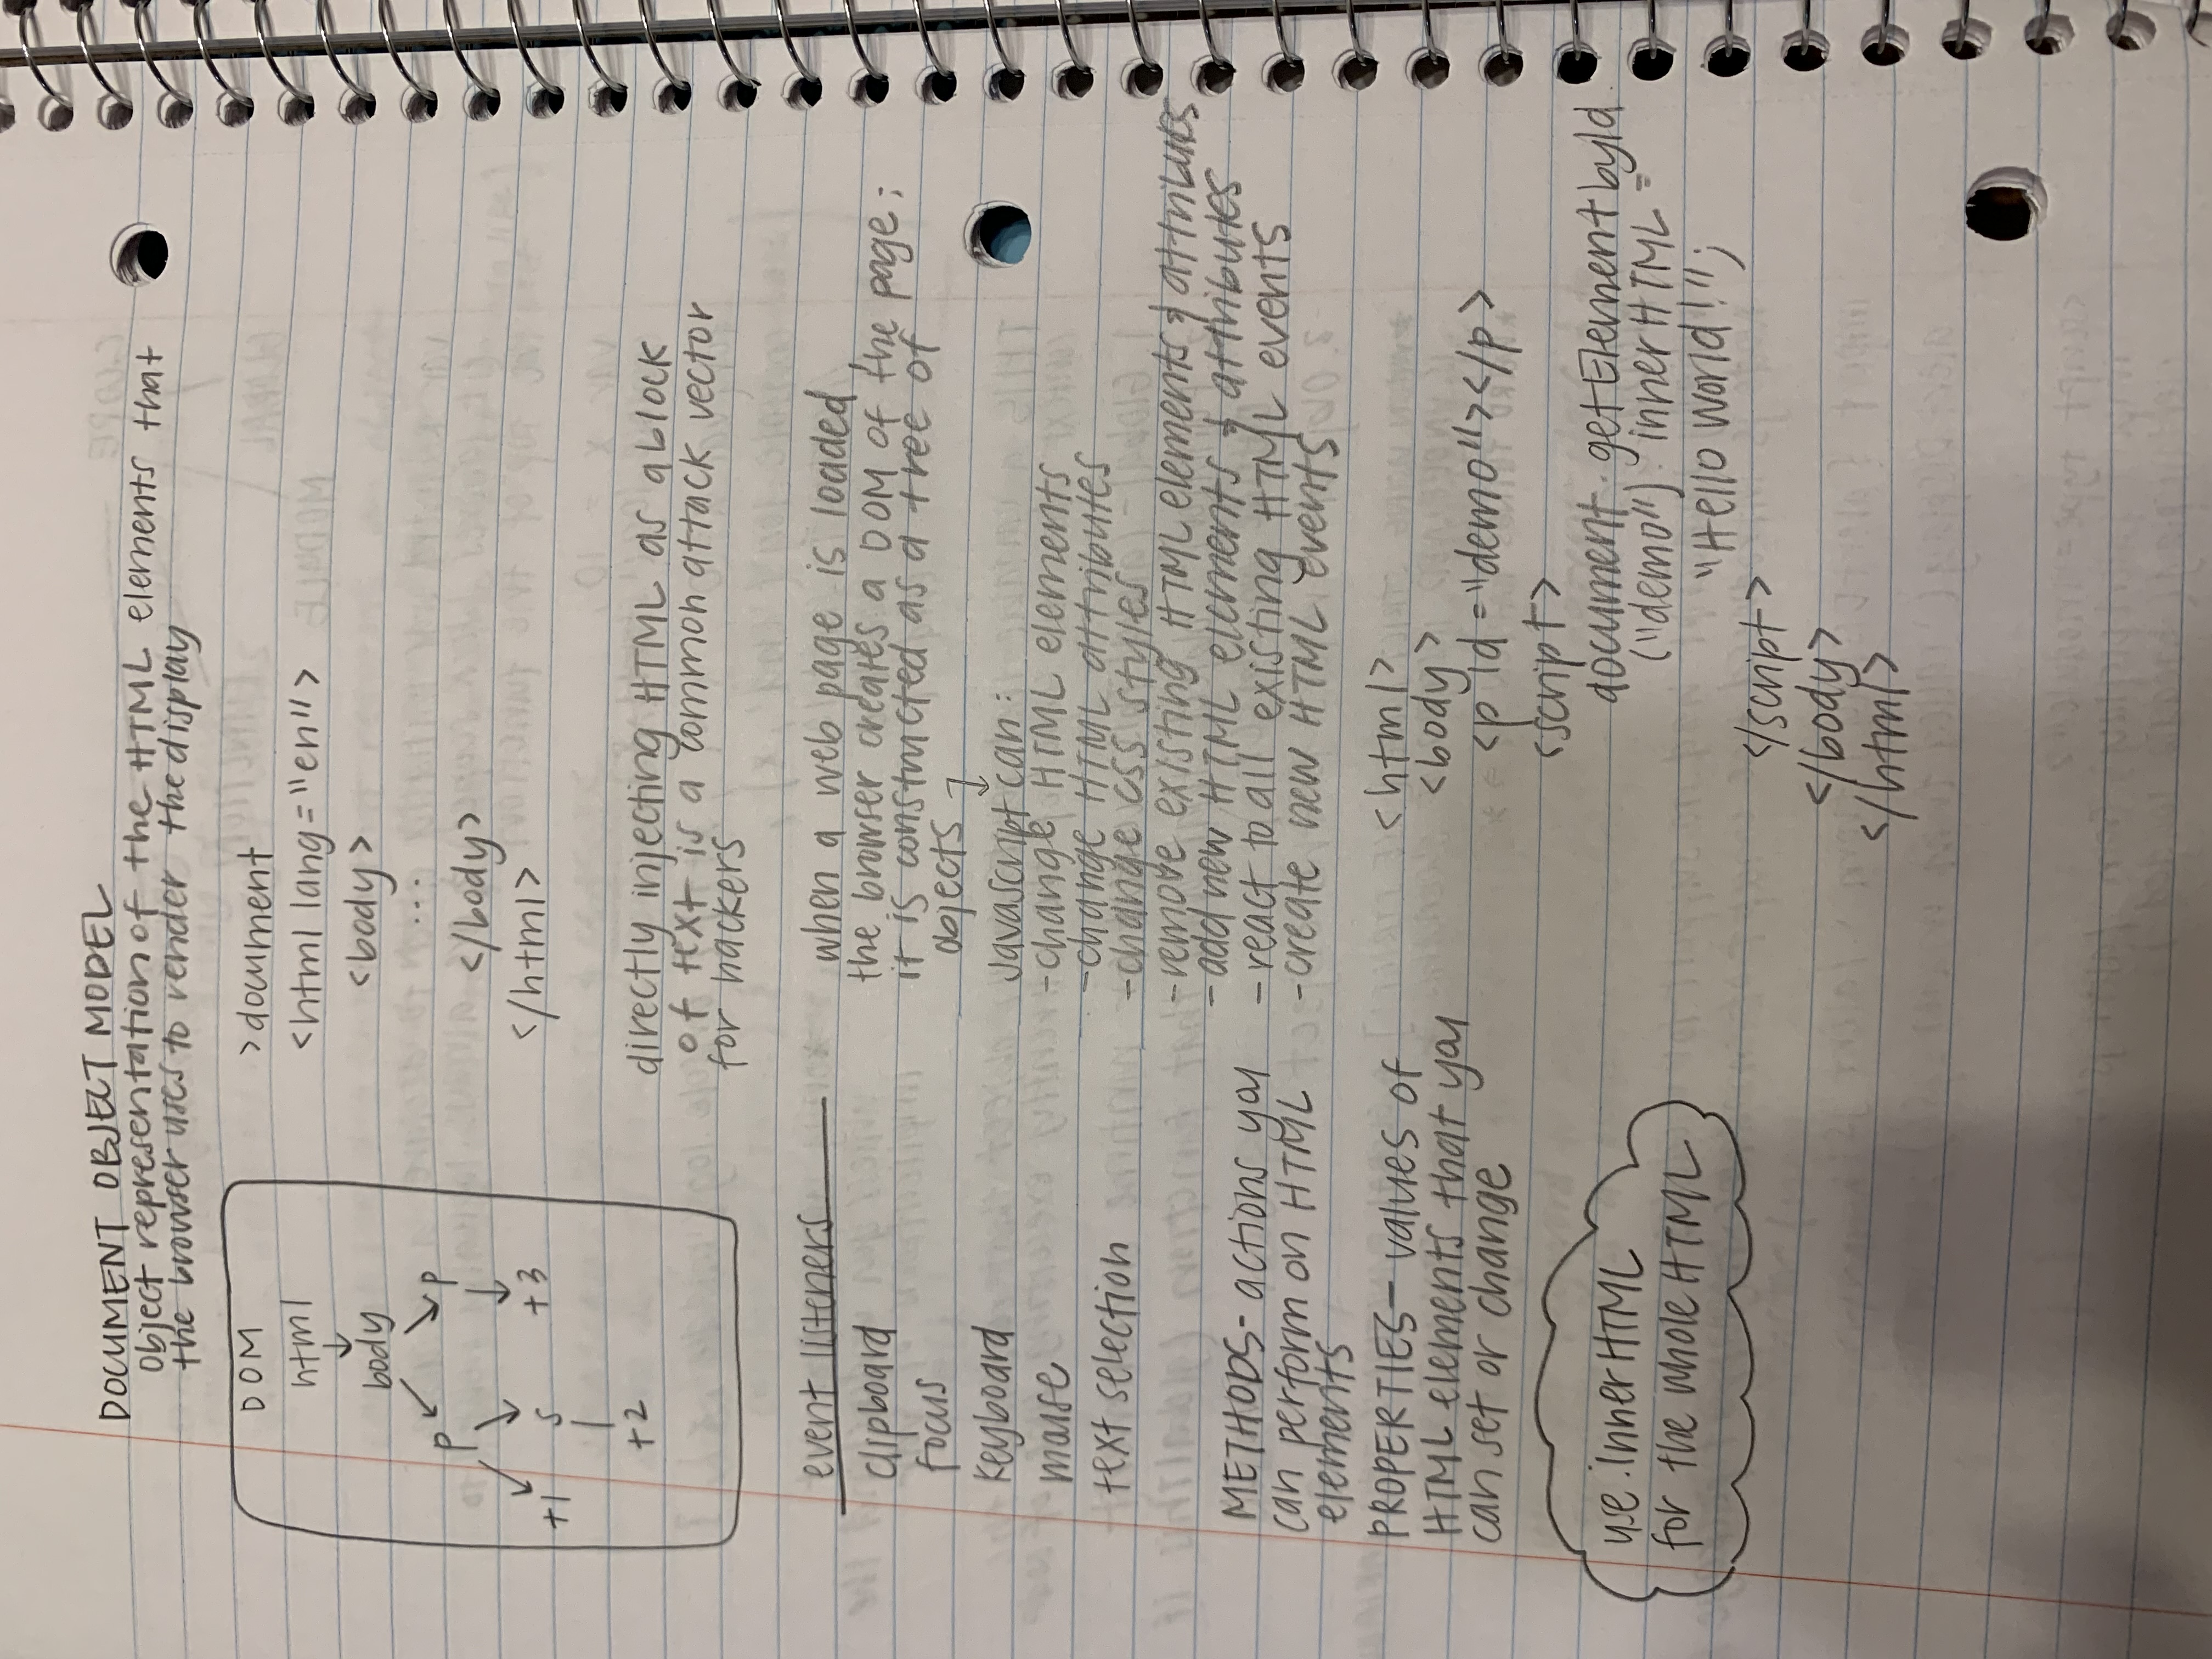 DOCUMENT OBJECT MODEL
object representation of the HTML elements that
the browser uses to render the display
DOM
html
body
p p
+1 s +3
+2
>document
<html lang="en">
<body>
...
</body>
</html>
directly injecting HTML as a block
of text is a common attack vector
for hackers
event listeners
clipboard
focus
keyboard
mouse
text selection
when a web page is loaded,
the browser creates a DOM of the page;
it is constructed as a tree of
objects
Javascript can:
-change HTML elements
-change HTML attributes
-change CSS styles
-remove existing HTML elements & attributes
-add new HTML elements & attributes
-react to all existing HTML events
-create new HTML events
METHODS- actions you
can perform on HTML
elements
PROPERTIES- values of
HTML elements that you
can set or change
use .innerHTML
for the whole HTML
<html>
<body>
<p id="demo"></p>
<script>
document.getElementbyId
("demo").innerHTML =
"Hello World!";
</script>
</body>
</html>